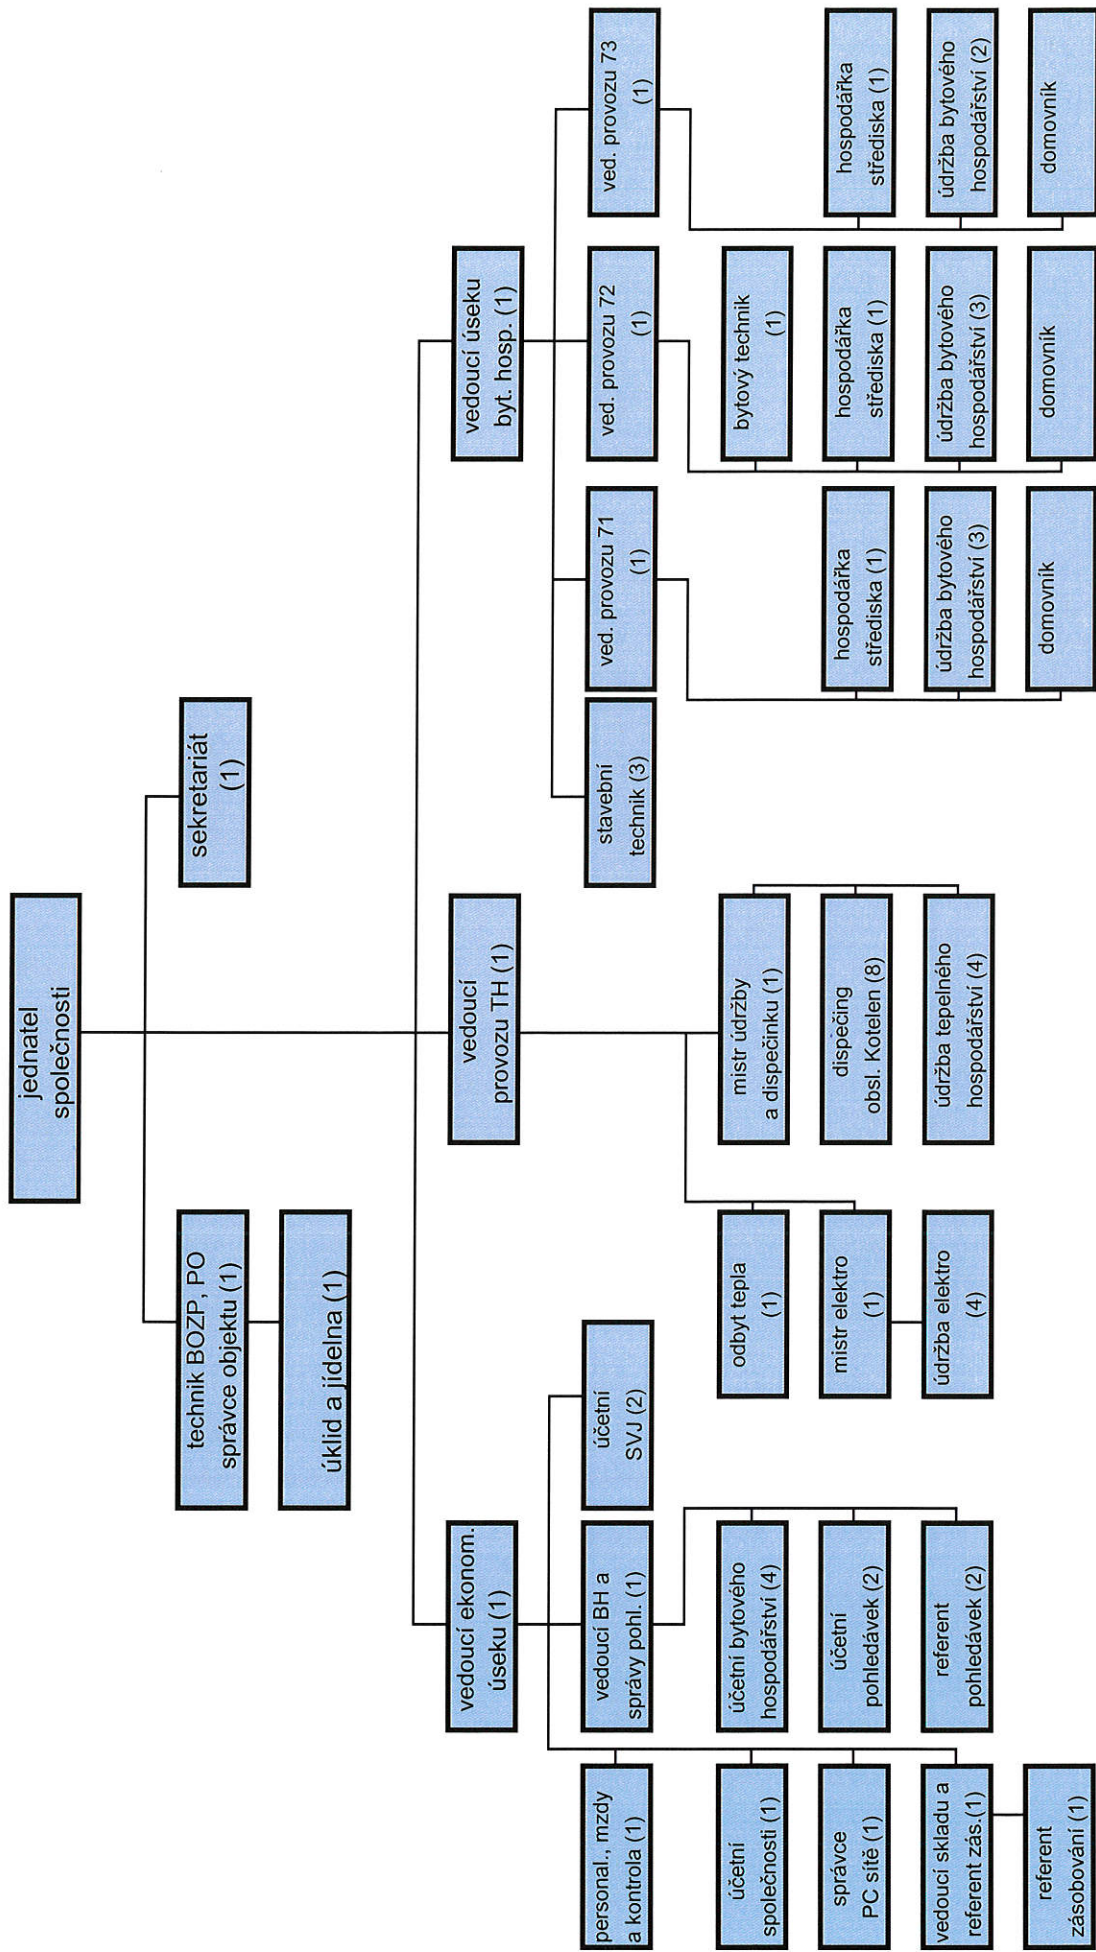 jednatel
společnosti
technik BOZP, PO
správce objektu (1)
sekretariát
(1)
úklid a jídelna (1)
vedoucí ekonom.
úseku (1)
vedoucí
provozu TH (1)
vedoucí úseku
byt. hosp. (1)
personal., mzdy
a kontrola (1)
vedoucí BH a
správy pohl. (1)
účetní
SVJ (2)
stavební
technik (3)
ved. provozu 71
(1)
ved. provozu 72
(1)
ved. provozu 73
(1)
účetní
společnosti (1)
účetní bytového
hospodářství (4)
odbyt tepla
(1)
mistr údržby
a dispečinku (1)
bytový technik
(1)
správce
PC sítě (1)
účetní
pohledávek (2)
mistr elektro
(1)
dispečing
obsl. Kotelen (8)
hospodářka
střediska (1)
hospodářka
střediska (1)
hospodářka
střediska (1)
vedoucí skladu a
referent zás.(1)
referent
pohledávek (2)
údržba elektro
(4)
údržba tepelného
hospodářství (4)
údržba bytového
hospodářství (3)
údržba bytového
hospodářství (3)
údržba bytového
hospodářství (2)
referent
zásobování (1)
domovník
domovník
domovník